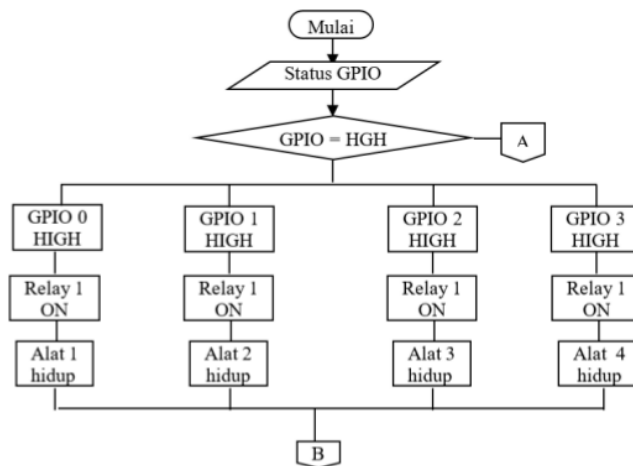 Mulai
Status GPIO
GPIO = HGH
A
GPIO 0
HIGH
GPIO 1
HIGH
GPIO 2
HIGH
GPIO 3
HIGH
Relay 1
ON
Relay 1
ON
Relay 1
ON
Relay 1
ON
Alat 1
hidup
Alat 2
hidup
Alat 3
hidup
Alat 4
hidup
B